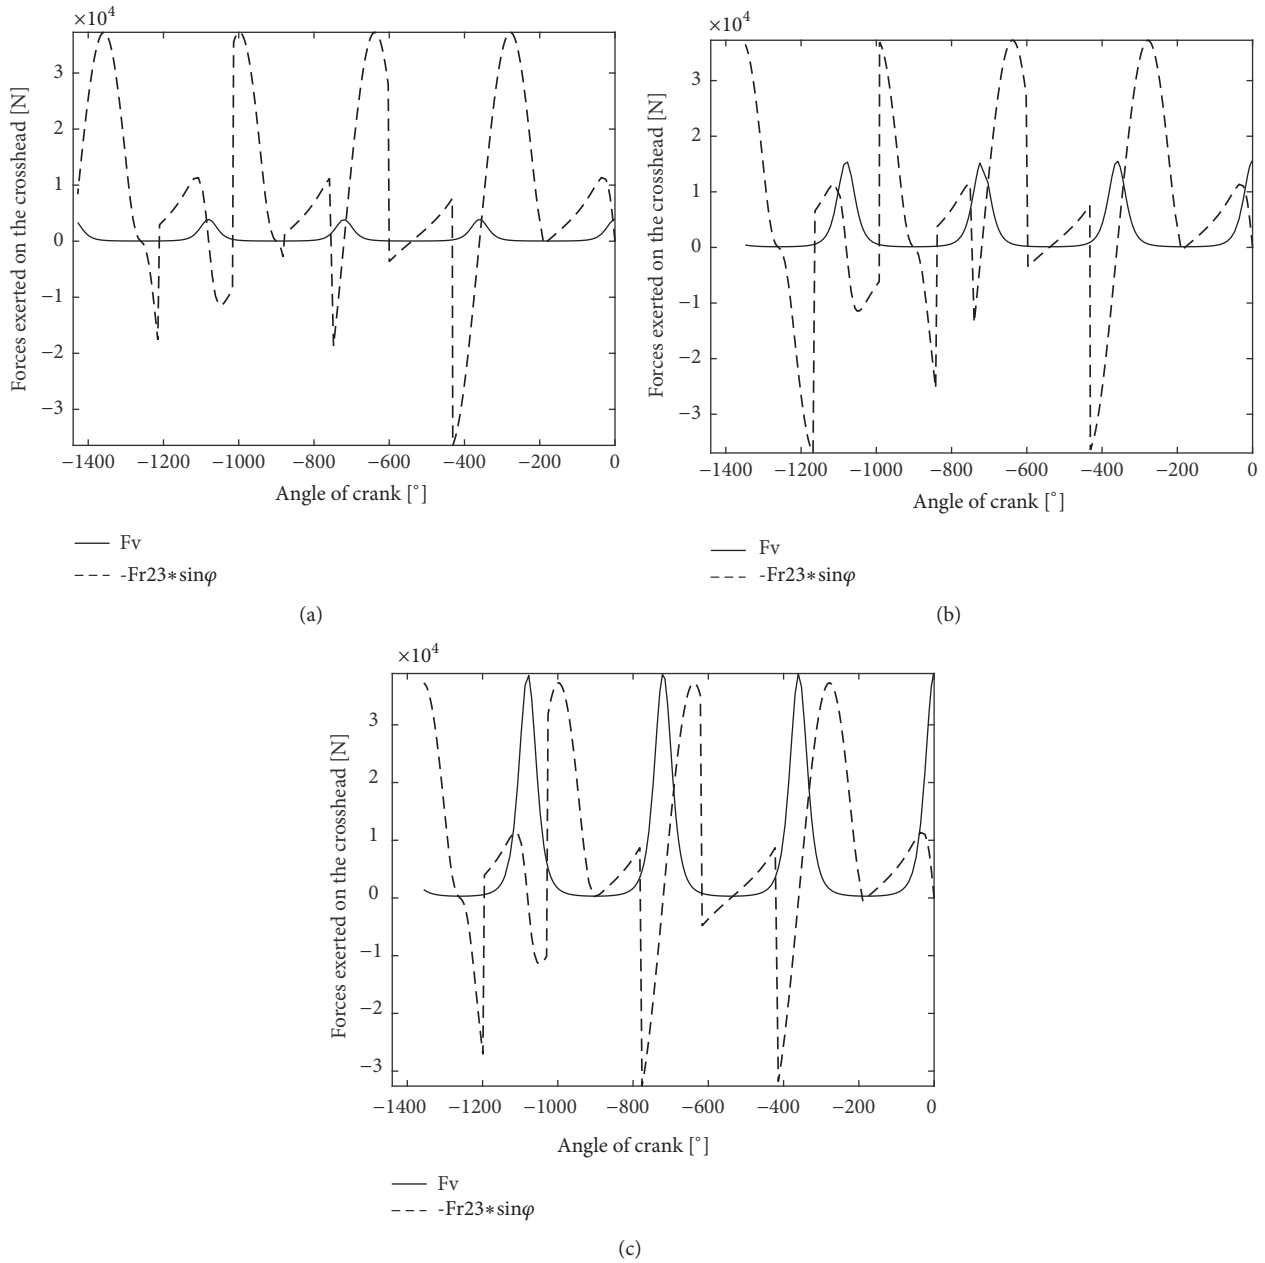 ×10⁴
Forces exerted on the crosshead [N]
3
2
1
0
−1
−2
−3
−1400 −1200 −1000 −800 −600 −400 −200 0
Angle of crank [°]
Fv
-Fr23∗sinφ
(a)
×10⁴
Forces exerted on the crosshead [N]
3
2
1
0
−1
−2
−3
−1400 −1200 −1000 −800 −600 −400 −200 0
Angle of crank [°]
Fv
-Fr23∗sinφ
(b)
×10⁴
Forces exerted on the crosshead [N]
3
2
1
0
−1
−2
−3
−1400 −1200 −1000 −800 −600 −400 −200 0
Angle of crank [°]
Fv
-Fr23∗sinφ
(c)